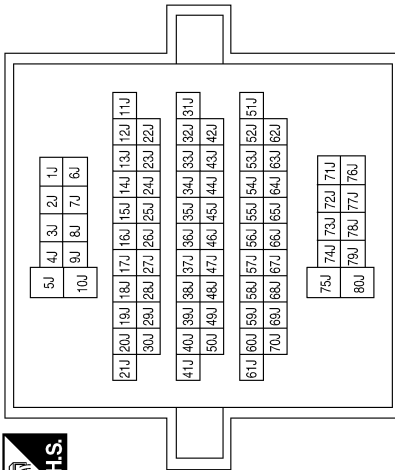 H.S.
5J 4J 3J 2J 1J
10J 9J 8J 7J 6J
21J 20J 19J 18J 17J 16J 15J 14J 13J 12J 11J
30J 29J 28J 27J 26J 25J 24J 23J 22J
41J 40J 39J 38J 37J 36J 35J 34J 33J 32J 31J
50J 49J 48J 47J 46J 45J 44J 43J 42J
61J 60J 59J 58J 57J 56J 55J 54J 53J 52J 51J
70J 69J 68J 67J 66J 65J 64J 63J 62J
75J 74J 73J 72J 71J
80J 79J 78J 77J 76J